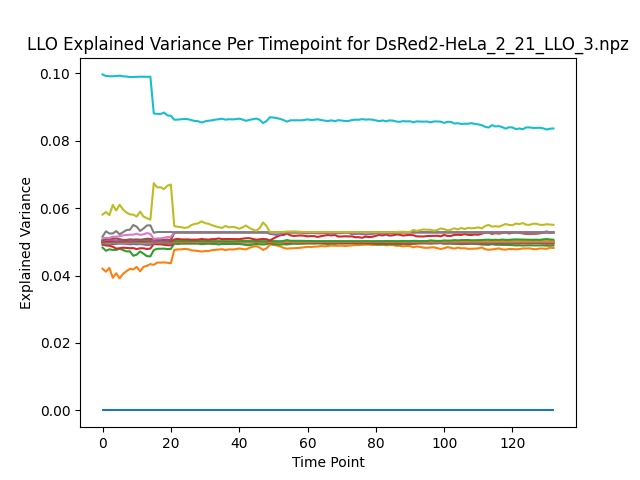 LLO Explained Variance Per Timepoint for DsRed2-HeLa_2_21_LLO_3.npz
0.10
0.08
0.06
0.04
0.02
0.00
Explained Variance
0 20 40 60 80 100 120
Time Point